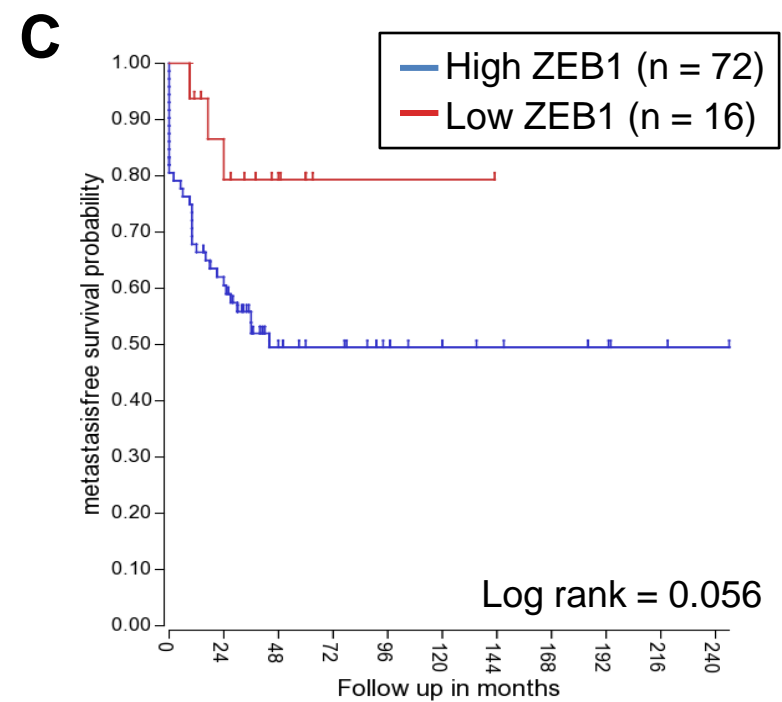 C
High ZEB1 (n = 72)
Low ZEB1 (n = 16)
metastasisfree survival probability
1.00
0.90
0.80
0.70
0.60
0.50
0.40
0.30
0.20
0.10
0.00
Log rank = 0.056
0 24 48 72 96 120 144 168 192 216 240
Follow up in months